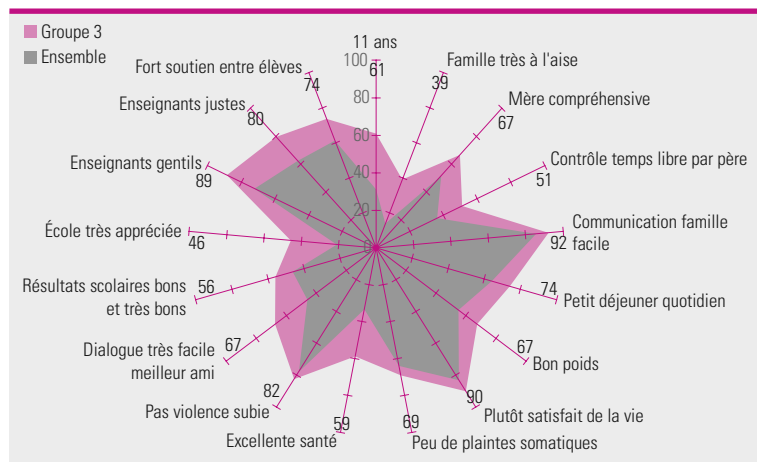 Groupe 3
Ensemble
11 ans
100
80
60
40
20
0
61
Famille très à l'aise
39
Mère compréhensive
67
Contrôle temps libre par père
51
Communication famille
facile
92
Petit déjeuner quotidien
74
Bon poids
67
Plutôt satisfait de la vie
90
Peu de plaintes somatiques
69
Excellente santé
59
Pas violence subie
82
Dialogue très facile
meilleur ami
67
Résultats scolaires bons
et très bons
56
École très appréciée
46
Enseignants gentils
89
Enseignants justes
80
Fort soutien entre élèves
74